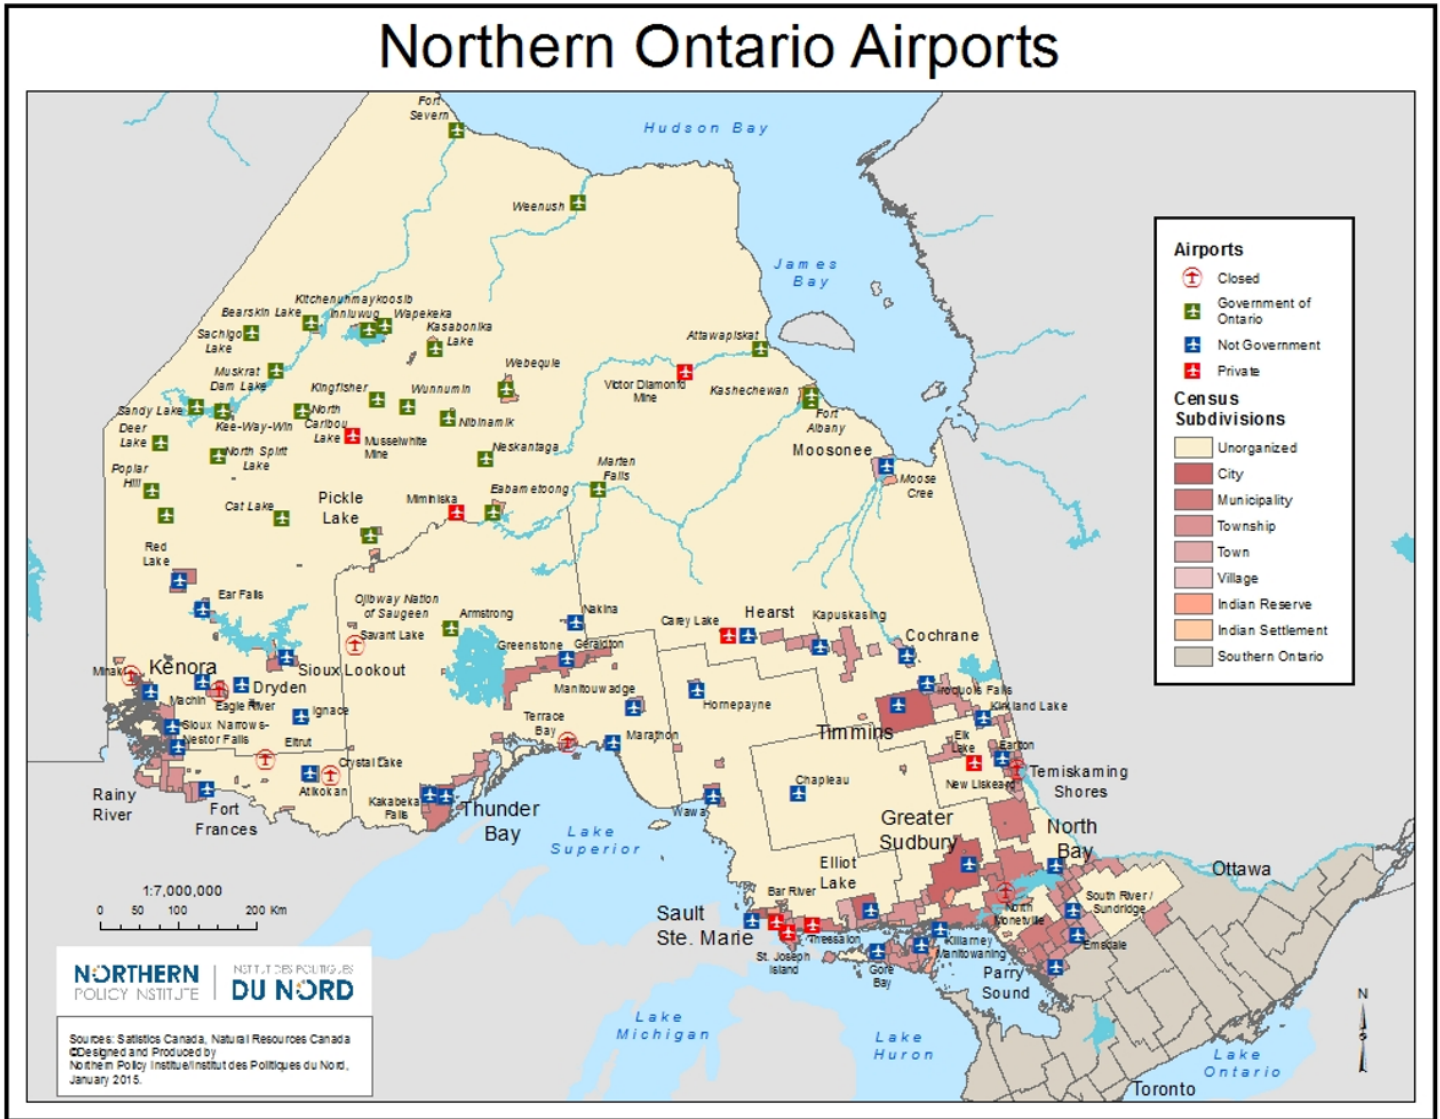 Northern Ontario Airports
Fort
Severn
Hudson Bay
Weenush
James
Bay
Kitchenuhmaykoosib
Inniuwug
Bearskin Lake
Wapekeka
Sachigo
Lake
Kasabonika
Lake
Attawapiskat
Muskrat
Dam Lake
Webequie
Victor Diamond
Mine
Kashechewan
Kingfisher
Wunnumin
Sandy Lake
North
Caribou
Lake
Nibinamik
Fort
Albany
Deer
Lake
Kee-Way-Win
Musselwhite
Mine
Neskantaga
Moosonee
North Spirit
Lake
Marten
Falls
Moose
Cree
Poplar
Hill
Cat Lake
Pickle
Lake
Miminiska
Eabametoong
Red
Lake
Ear Falls
Ojibway Nation
of Saugeen
Armstrong
Nakina
Carey Lake
Hearst
Kapuskasing
Savant Lake
Greenstone
Geraldton
Cochrane
Minaki
Kenora
Sioux Lookout
Machin
Dryden
Eagle River
Manitouwadge
Hornepayne
Iroquois Falls
Ignace
Kirkland Lake
Sioux Narrows-
Nestor Falls
Terrace
Bay
Marathon
Timmins
Elk
Lake
Earlton
Eltrut
Crystal Lake
Atikokan
New Liskeard
Temiskaming
Shores
Chapleau
Rainy
River
Fort
Frances
Kakabeka
Falls
Thunder
Bay
Wawa
Greater
Sudbury
North
Bay
Lake
Superior
Elliot
Lake
Ottawa
Bar River
South River /
Sundridge
North
Monetville
Sault
Ste. Marie
Thessalon
Killarney
Manitowaning
Emsdale
St. Joseph
Island
Gore
Bay
Parry
Sound
Lake
Michigan
Lake
Huron
Lake
Ontario
Toronto
Airports
Closed
Government of
Ontario
Not Government
Private
Census
Subdivisions
Unorganized
City
Municipality
Township
Town
Village
Indian Reserve
Indian Settlement
Southern Ontario
1:7,000,000
0 50 100 200 Km
NORTHERN
POLICY INSTITUTE
INSTITUT DES POLITIQUES
DU NORD
Sources: Satistics Canada, Natural Resources Canada
©Designed and Produced by
Northern Policy Institue/Institut des Politiques du Nord,
January 2015.
N
S